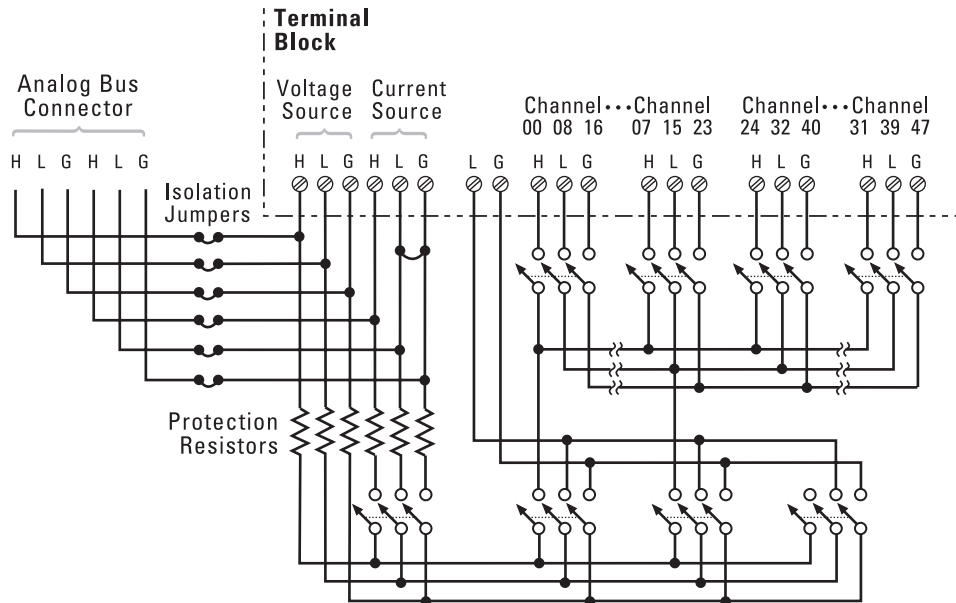 Terminal
Block
Analog Bus
Connector
Voltage
Source
Current
Source
Channel•••Channel
00 08 16 07 15 23
Channel•••Channel
24 32 40 31 39 47
H L G H L G
H L G H L G L G H L G H L G H L G H L G
Isolation
Jumpers
Protection
Resistors